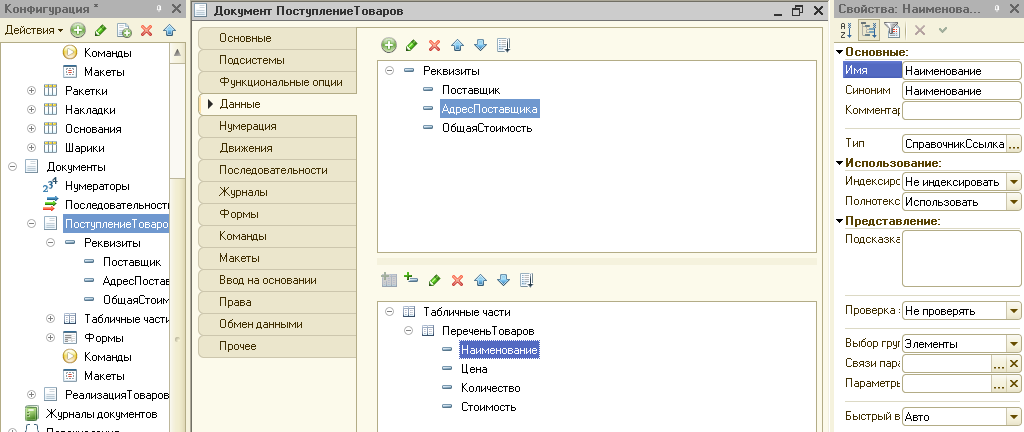 Конфигурация *
Действия
Команды
Макеты
Ракетки
Накладки
Основания
Шарики
Документы
Нумераторы
Последовательност
ПоступлениеТоваро
Реквизиты
Поставщик
АдресПостав
ОбщаяСтоим
Табличные части
Формы
Команды
Макеты
РеализацияТоваров
Журналы документов
Документ ПоступлениеТоваров
Основные
Подсистемы
Функциональные опции
Данные
Нумерация
Движения
Последовательности
Журналы
Формы
Команды
Макеты
Ввод на основании
Права
Обмен данными
Прочее
Реквизиты
Поставщик
АдресПоставщика
ОбщаяСтоимость
Табличные части
ПереченьТоваров
Наименование
Цена
Количество
Стоимость
Свойства: Наименова...
Основные:
Имя Наименование
Синоним Наименование
Комментар
Тип СправочникСсылка ...
Использование:
Индексирс Не индексировать
Полнотекс Использовать
Представление:
Подсказка
Проверка Не проверять
Выбор груг Элементы
Связи пара ... X
Параметры ... X
Быстрый в Авто